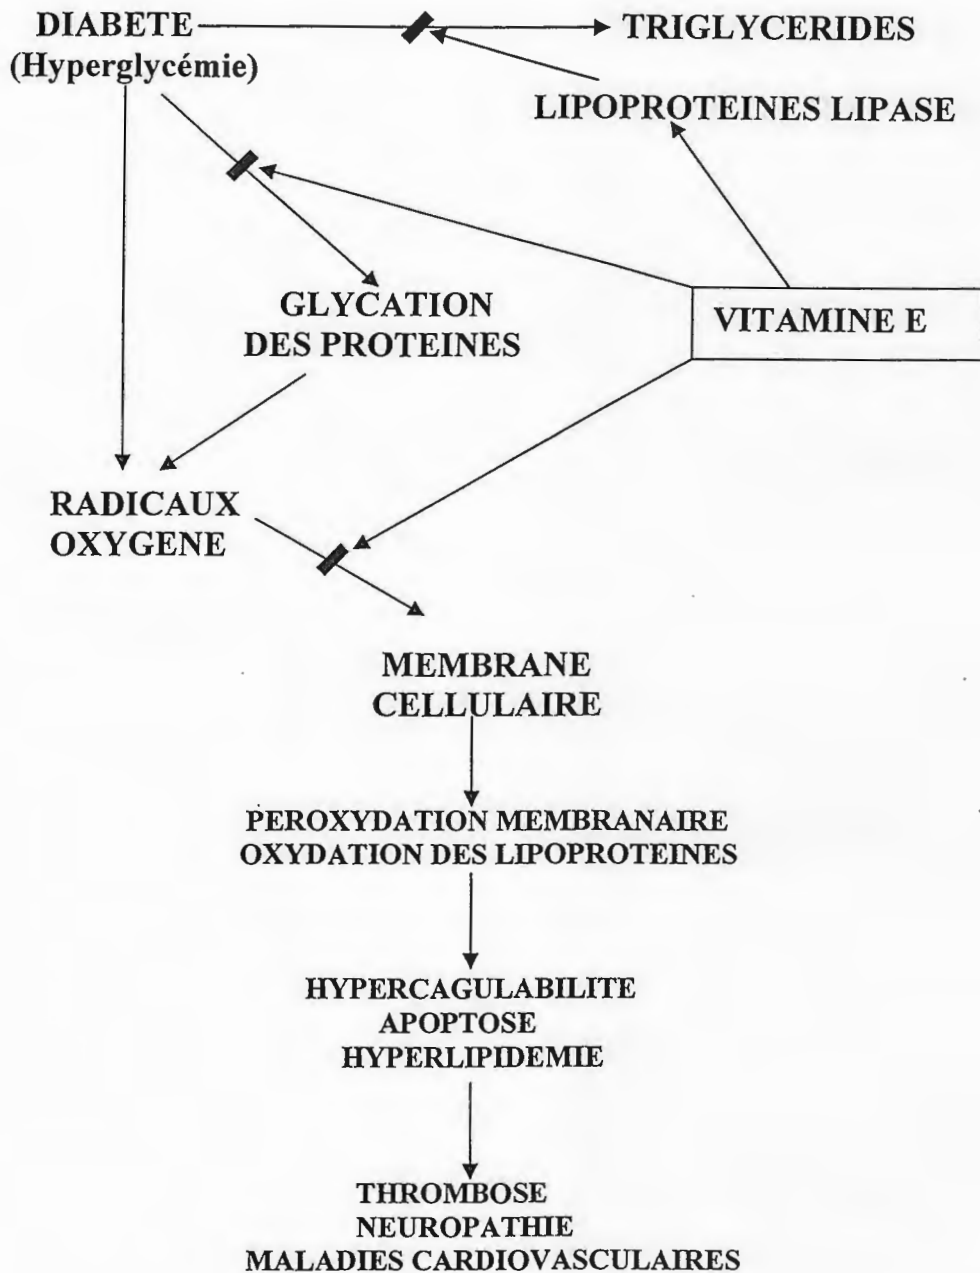 DIABETE
(Hyperglycémie)
TRIGLYCERIDES
LIPOPROTEINES LIPASE
GLYCATION
DES PROTEINES
VITAMINE E
RADICAUX
OXYGENE
MEMBRANE
CELLULAIRE
PEROXYDATION MEMBRANAIRE
OXYDATION DES LIPOPROTEINES
HYPERCAGULABILITE
APOPTOSE
HYPERLIPIDEMIE
THROMBOSE
NEUROPATHIE
MALADIES CARDIOVASCULAIRES